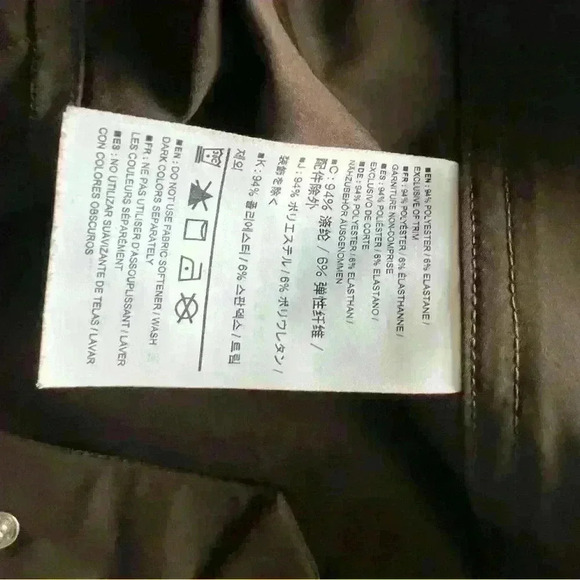 ■EN: 94% POLYESTER / 6% ELASTANE /
EXCLUSIVE OF TRIM
■FR: 94% POLYÉSTER / 6% ÉLASTHANNE /
GARNITURE NON-COMPRISE
■ES: 94% POLIÉSTER / 6% ELASTANO /
EXCLUSIVO DE CORTE
■DE: 94% POLYESTER / 6% ELASTHAN /
NÄHZUBEHÖR AUSGENOMMEN
■C: 94% 涤纶 / 6% 弹性纤维 /
配件除外
■J: 94% ポリエステル / 6% ポリウレタン /
装飾を除く
■K: 94% 폴리에스터 / 6% 스판덱스 / 트림
제외
■EN: DO NOT USE FABRIC SOFTENER / WASH
DARK COLORS SEPARATELY
■FR: NE PAS UTILIZER D'ASSOUPLISSANT / LAVER
LES COULEURS SÉPARÉMENT
■ES: NO UTILIZAR SUAVIZANTE DE TELAS / LAVAR
CON COLORES OBSCUROS